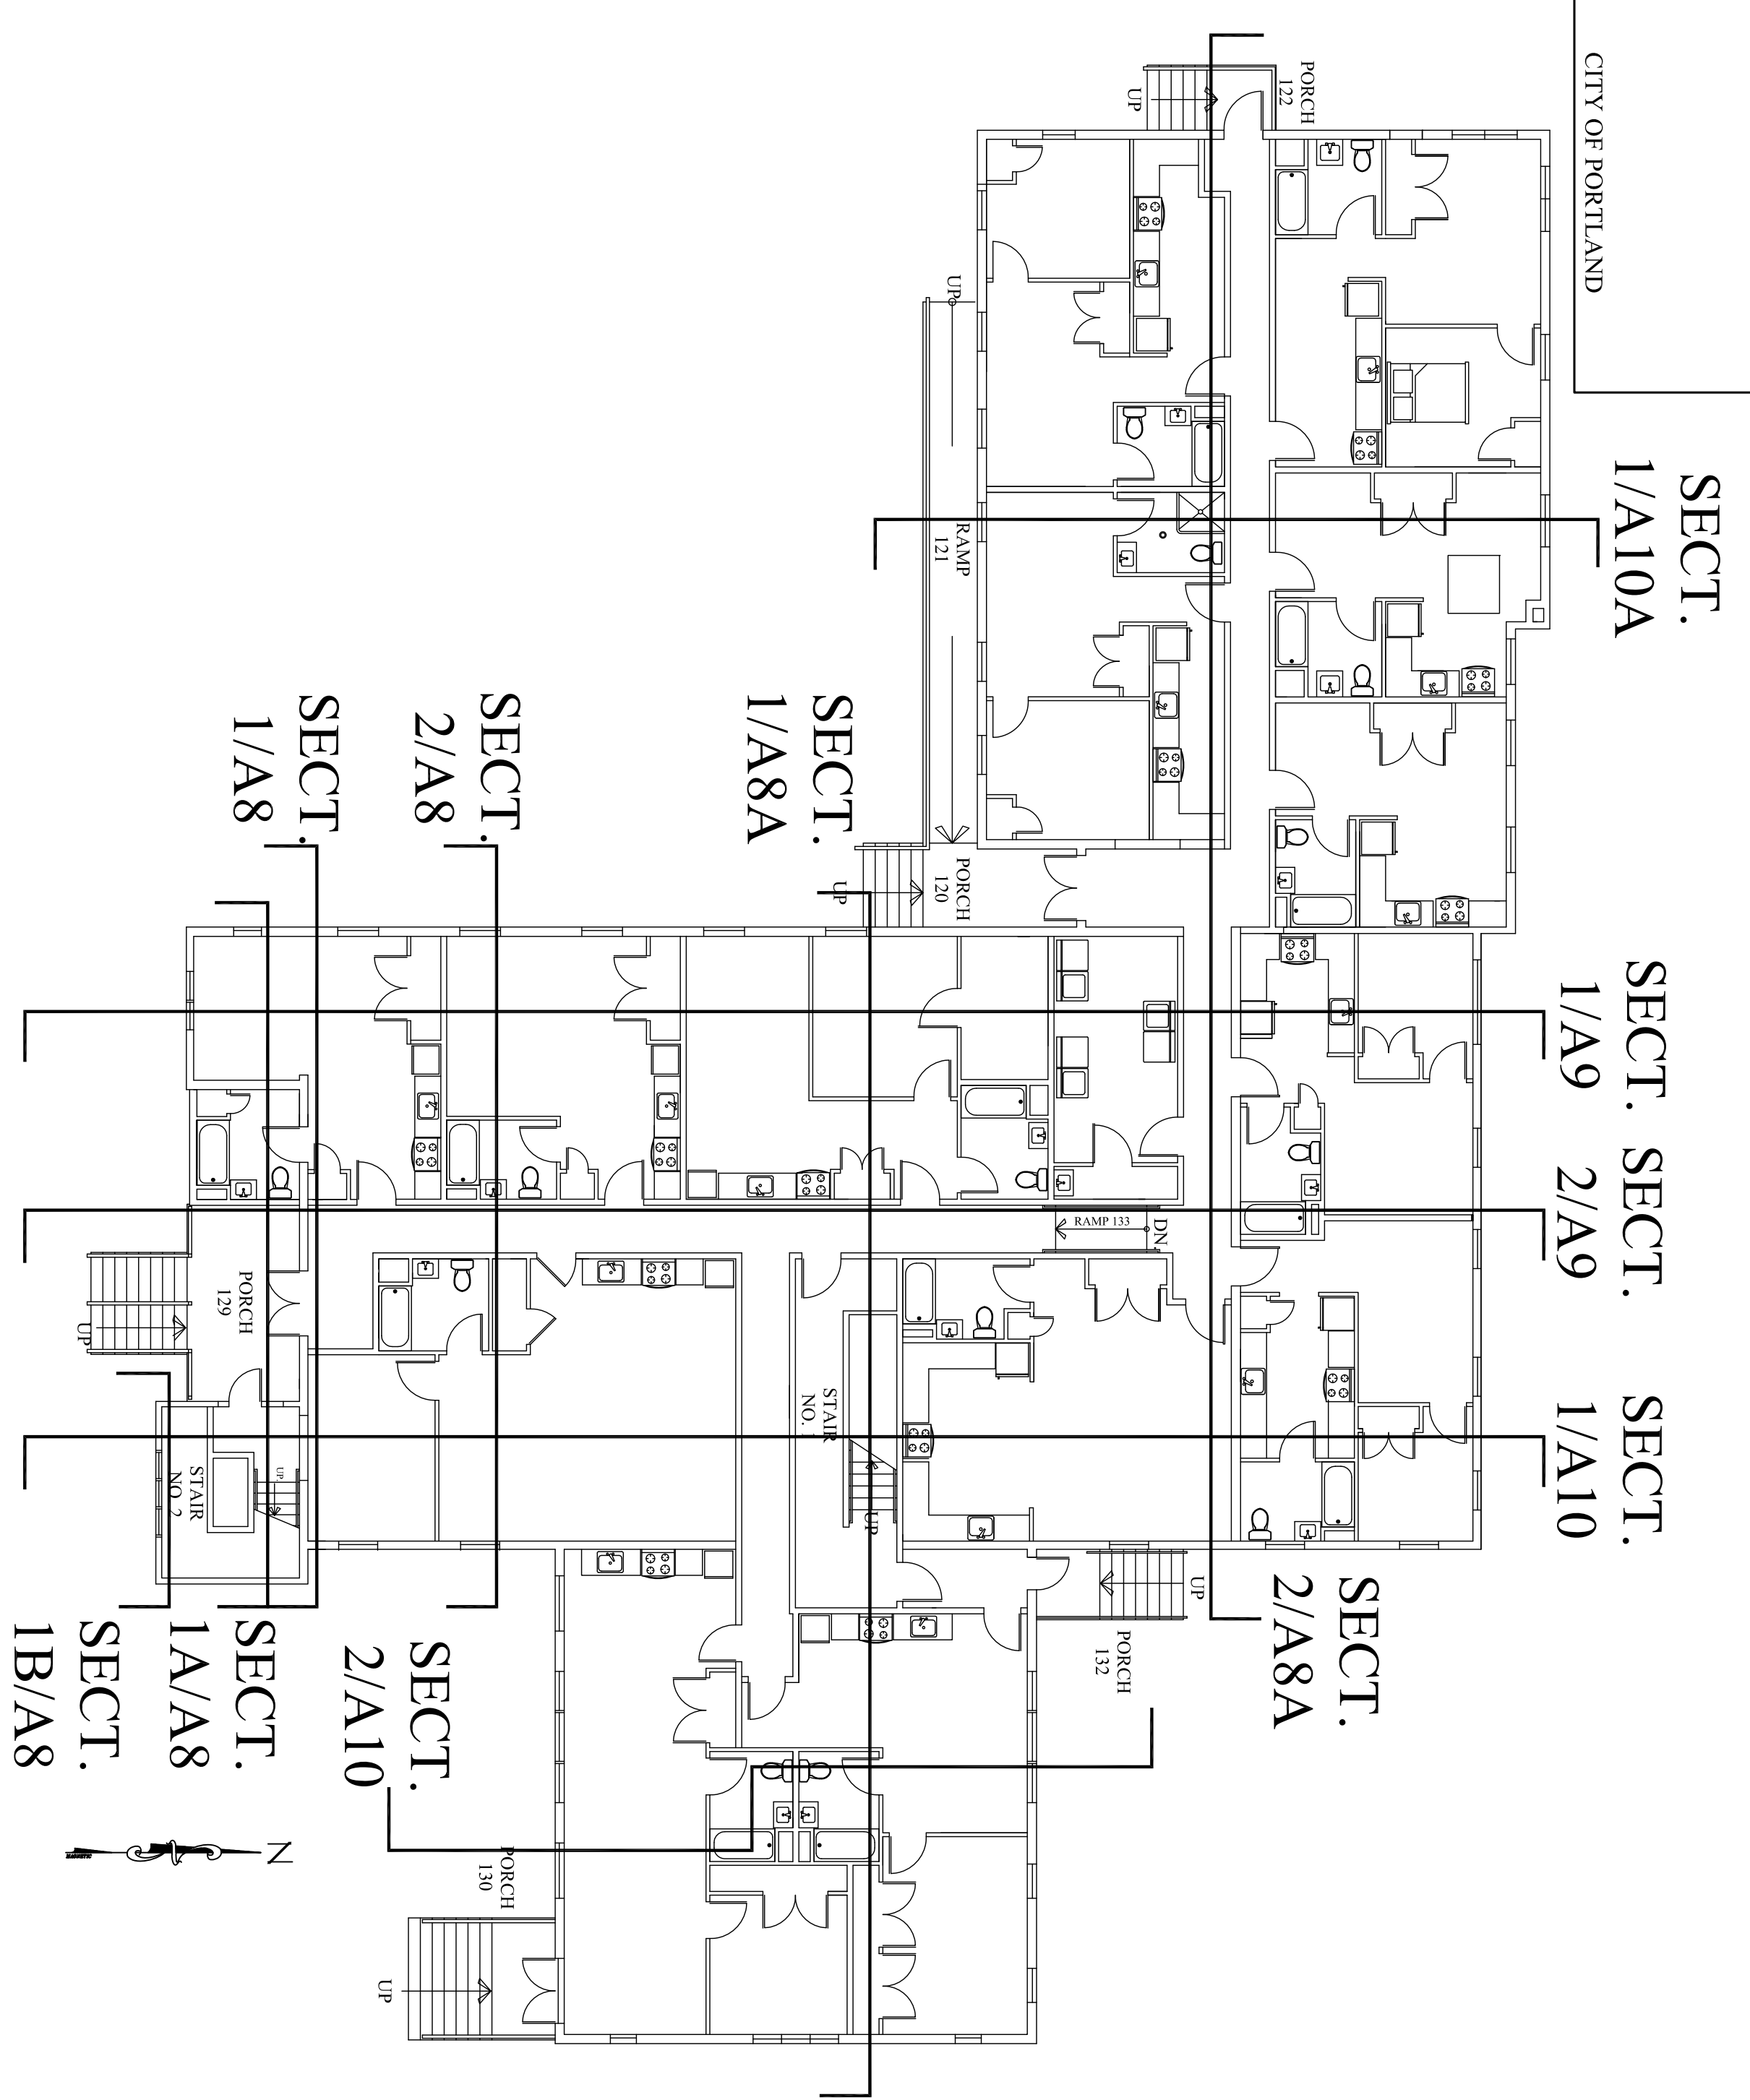 CITY OF PORTLAND
PORCH
122
UP
SECT.
1/A10A
UP
RAMP
121
SECT.
1/A8A
SECT.
2/A8
SECT.
1/A8
PORCH
120
UP
SECT.
1/A9
SECT.
2/A9
SECT.
1/A10
RAMP 133
DN
PORCH
129
UP
STAIR
NO.
UP
STAIR
NO. 2
UP.
UP
PORCH
132
SECT.
2/A8A
SECT.
2/A10
SECT.
1A/A8
SECT.
1B/A8
PORCH
130
UP
N